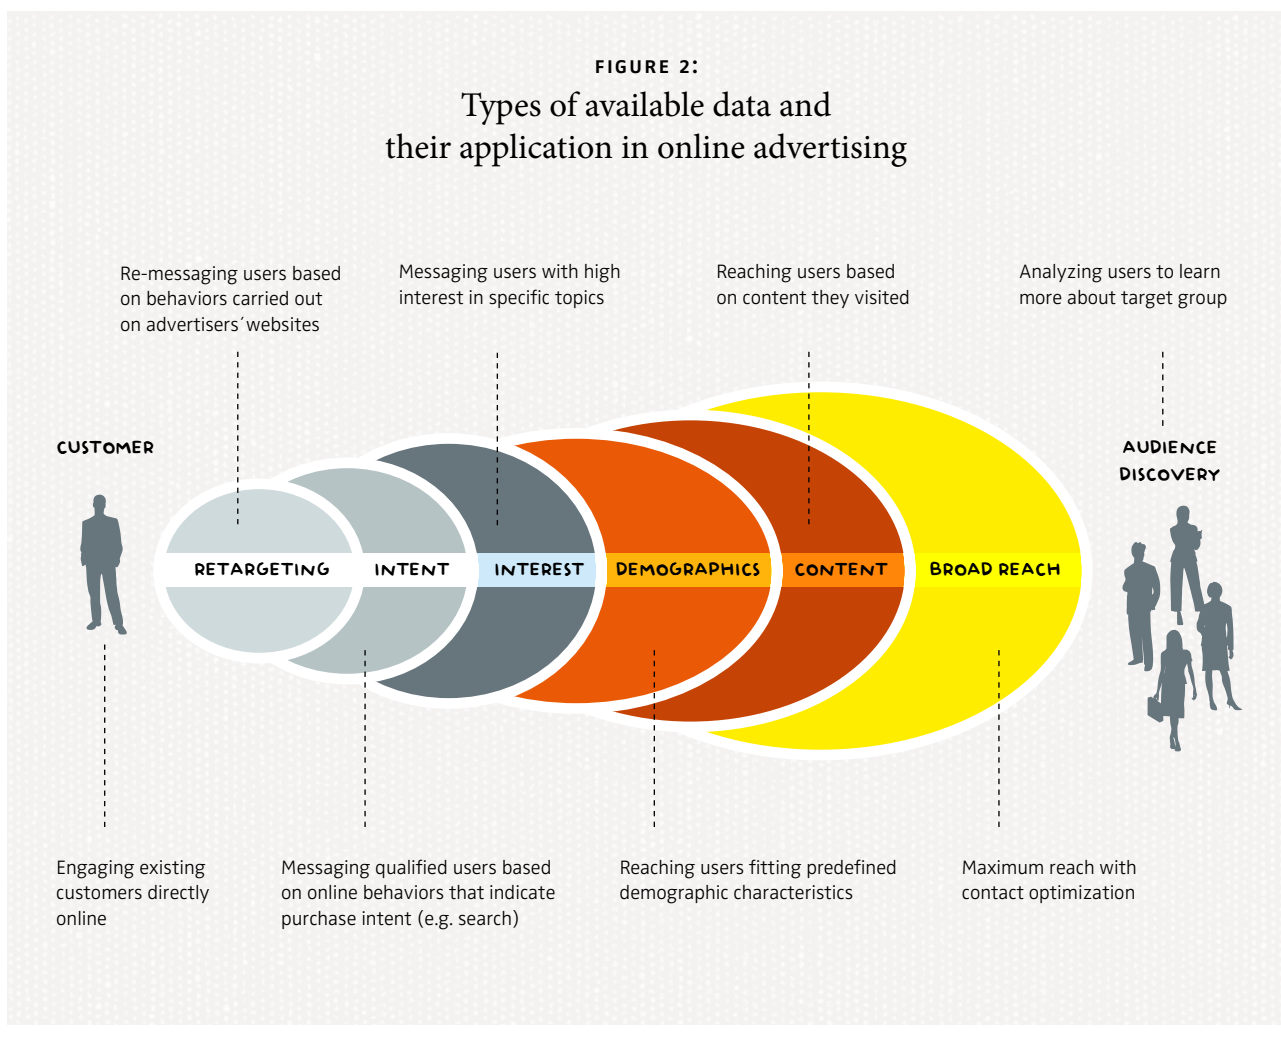 FIGURE 2:
Types of available data and
their application in online advertising
Re-messaging users based
on behaviors carried out
on advertisers´websites
Messaging users with high
interest in specific topics
Reaching users based
on content they visited
Analyzing users to learn
more about target group
CUSTOMER
AUDIENCE
DISCOVERY
RETARGETING
INTENT
INTEREST
DEMOGRAPHICS
CONTENT
BROAD REACH
Engaging existing
customers directly
online
Messaging qualified users based
on online behaviors that indicate
purchase intent (e.g. search)
Reaching users fitting predefined
demographic characteristics
Maximum reach with
contact optimization